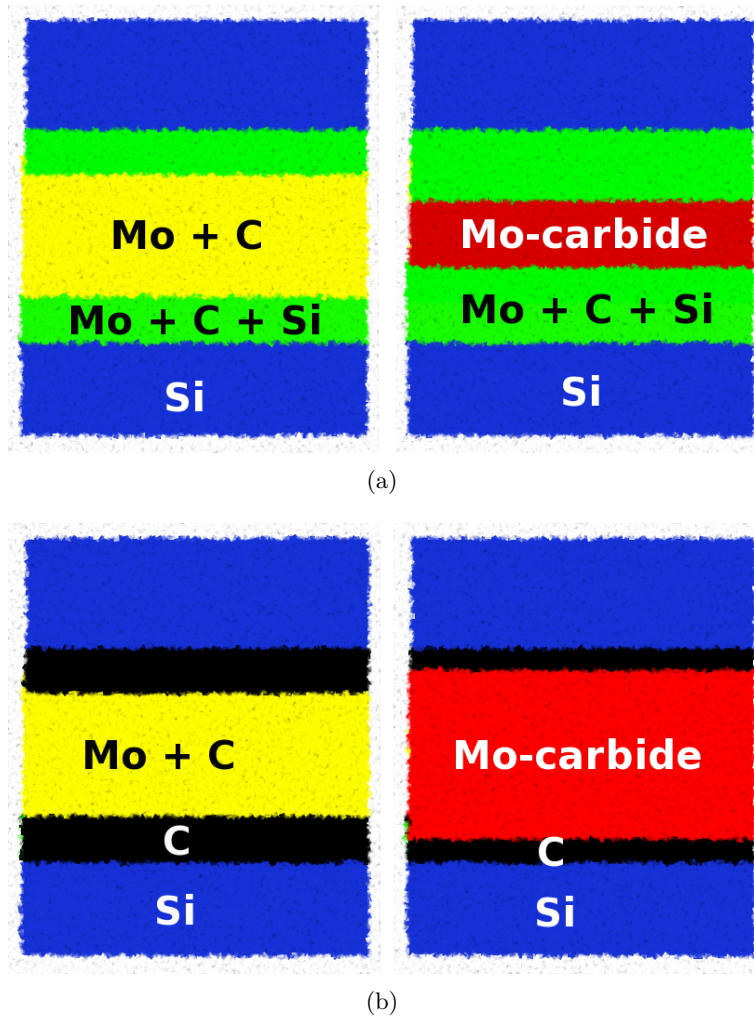 Mo + C
Mo-carbide
Mo + C + Si
Mo + C + Si
Si
Si
(a)
Mo + C
Mo-carbide
C
C
Si
Si
(b)